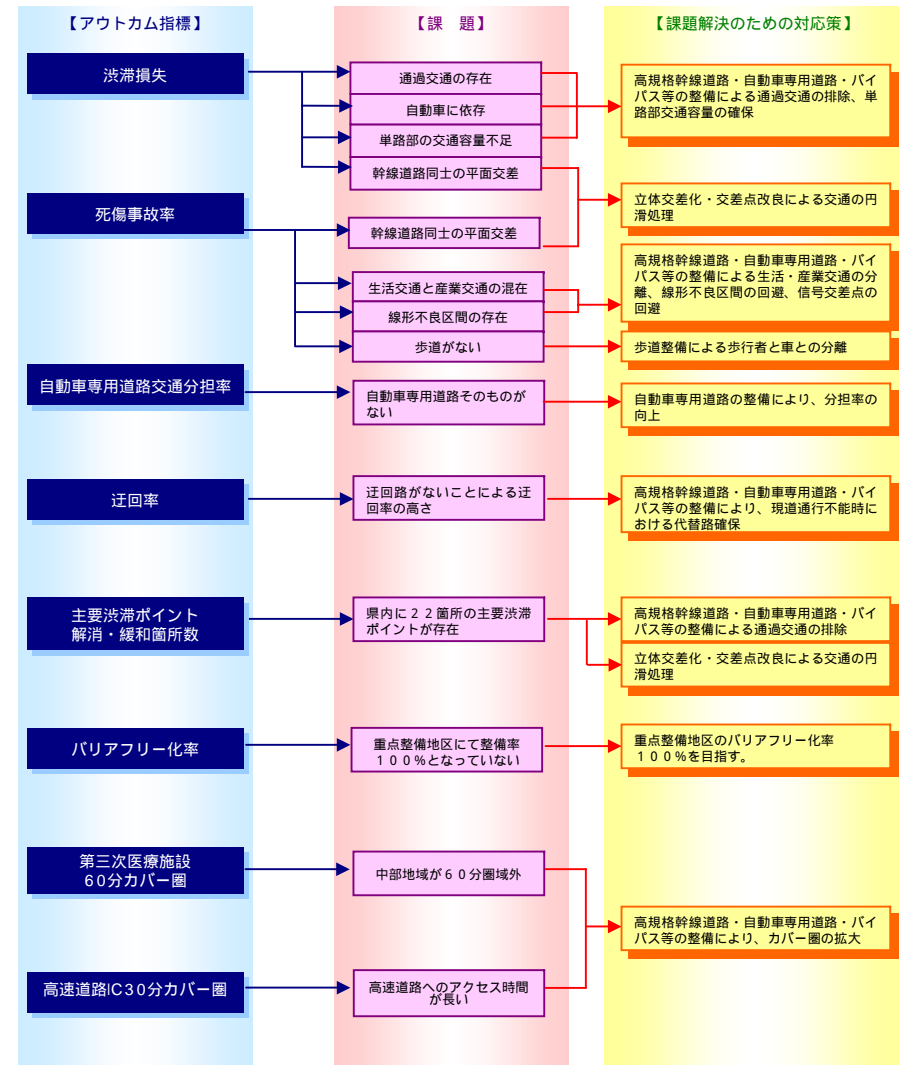 【アウトカム指標】
【課　題】
【課題解決のための対応策】
渋滞損失
通過交通の存在
自動車に依存
単路部の交通容量不足
幹線道路同士の平面交差
高規格幹線道路・自動車専用道路・バイ
パス等の整備による通過交通の排除、単
路部交通容量の確保
死傷事故率
幹線道路同士の平面交差
生活交通と産業交通の混在
線形不良区間の存在
歩道がない
立体交差化・交差点改良による交通の円
滑処理
高規格幹線道路・自動車専用道路・バイ
パス等の整備による生活・産業交通の分
離、線形不良区間の回避、信号交差点の
回避
歩道整備による歩行者と車との分離
自動車専用道路交通分担率
自動車専用道路そのものが
ない
自動車専用道路の整備により、分担率の
向上
迂回率
迂回路がないことによる迂
回率の高さ
高規格幹線道路・自動車専用道路・バイ
パス等の整備により、現道通行不能時に
おける代替路確保
主要渋滞ポイント
解消・緩和箇所数
県内に２２箇所の主要渋滞
ポイントが存在
高規格幹線道路・自動車専用道路・バイ
パス等の整備による通過交通の排除
立体交差化・交差点改良による交通の円
滑処理
バリアフリー化率
重点整備地区にて整備率
１００％となっていない
重点整備地区のバリアフリー化率
１００％を目指す。
第三次医療施設
60分カバー圏
中部地域が６０分圏域外
高規格幹線道路・自動車専用道路・バイ
パス等の整備により、カバー圏の拡大
高速道路IC30分カバー圏
高速道路へのアクセス時間
が長い